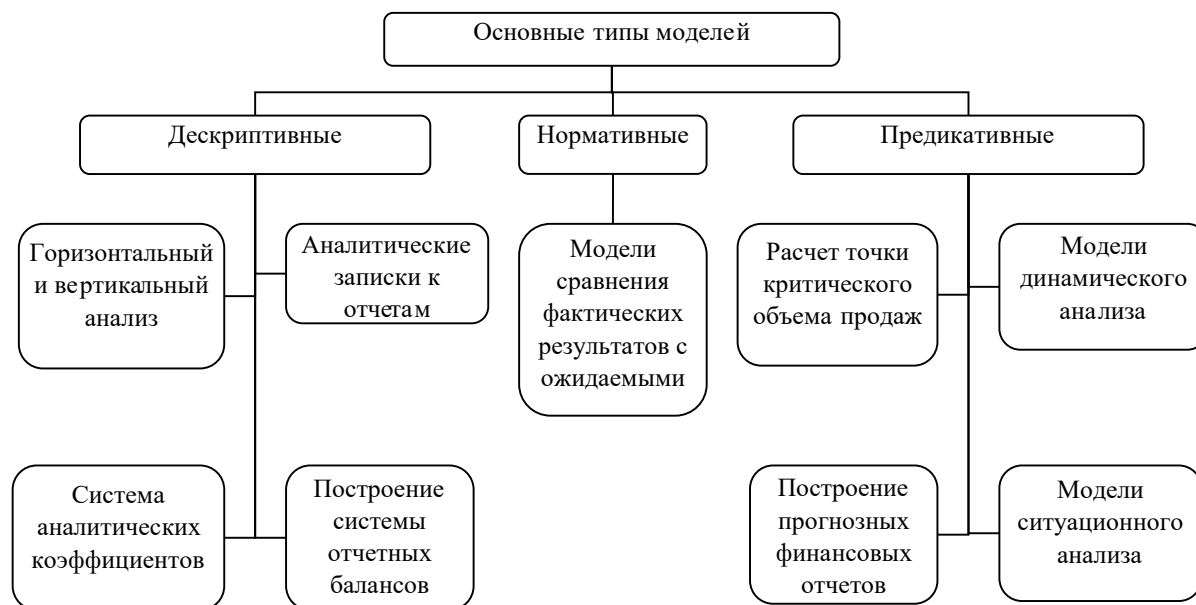 Основные типы моделей
Дескриптивные
Нормативные
Предикативные
Горизонтальный
и вертикальный
анализ
Аналитические
записки к
отчетам
Модели
сравнения
фактических
результатов с
ожидаемыми
Расчет точки
критического
объема продаж
Модели
динамического
анализа
Система
аналитических
коэффициентов
Построение
системы
отчетных
балансов
Построение
прогнозных
финансовых
отчетов
Модели
ситуационного
анализа